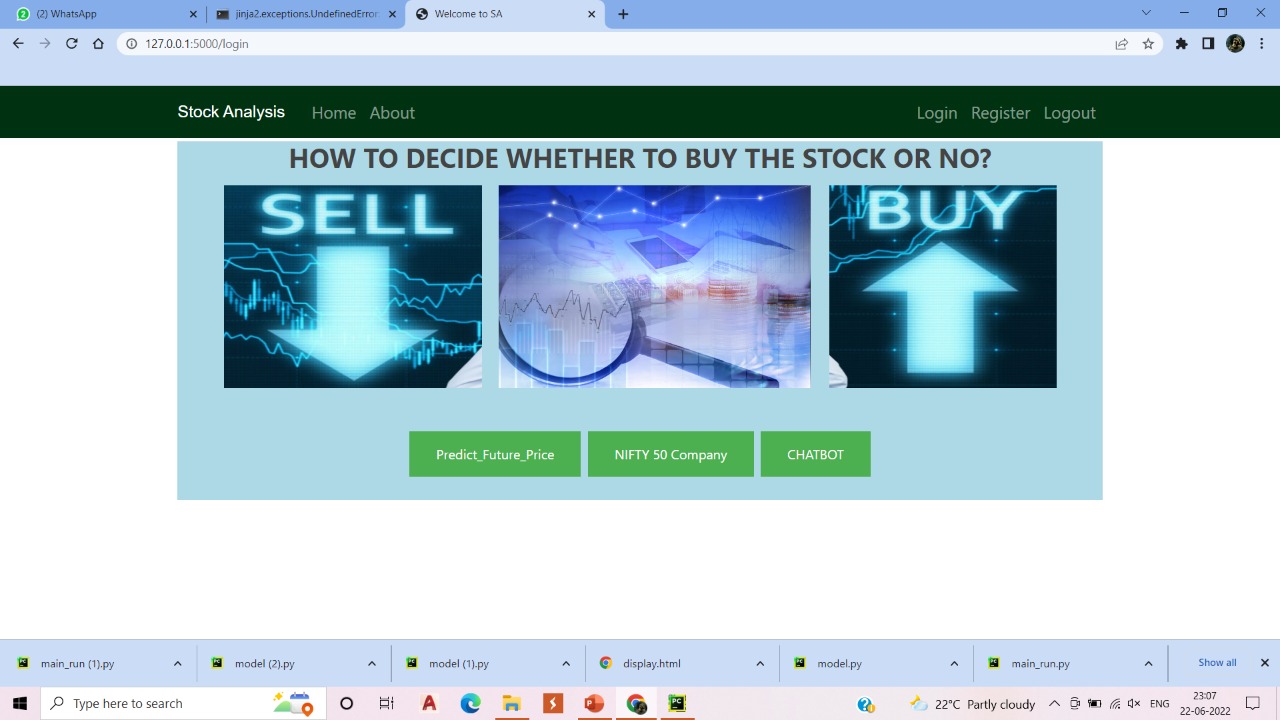 (2) WhatsApp
jinja2.exceptions.UndefinedError
Welcome to SA
127.0.0.1:5000/login
Stock Analysis
Home
About
Login
Register
Logout
HOW TO DECIDE WHETHER TO BUY THE STOCK OR NO?
SELL
BUY
Predict_Future_Price
NIFTY 50 Company
CHATBOT
main_run (1).py
model (2).py
model (1).py
display.html
model.py
main_run.py
Show all
Type here to search
22°C Partly cloudy
ENG
23:07
22-06-2022